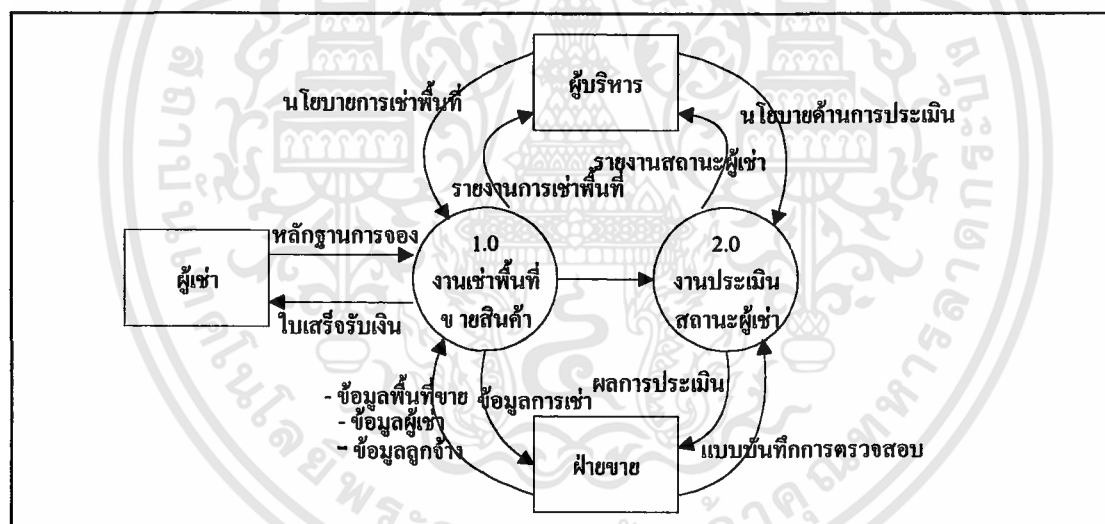 ผู้บริหาร
นโยบายการเช่าพื้นที่
นโยบายด้านการประเมิน
รายงานสถานะผู้เช่า
รายงานการเช่าพื้นที่
หลักฐานการจอง
ผู้เช่า
ใบเสร็จรับเงิน
1.0
งานเช่าพื้นที่
ขายสินค้า
2.0
งานประเมิน
สถานะผู้เช่า
ผลการประเมิน
- ข้อมูลพื้นที่ขาย
- ข้อมูลผู้เช่า
- ข้อมูลลูกจ้าง
ข้อมูลการเช่า
แบบบันทึกการตรวจสอบ
ฝ่ายขาย